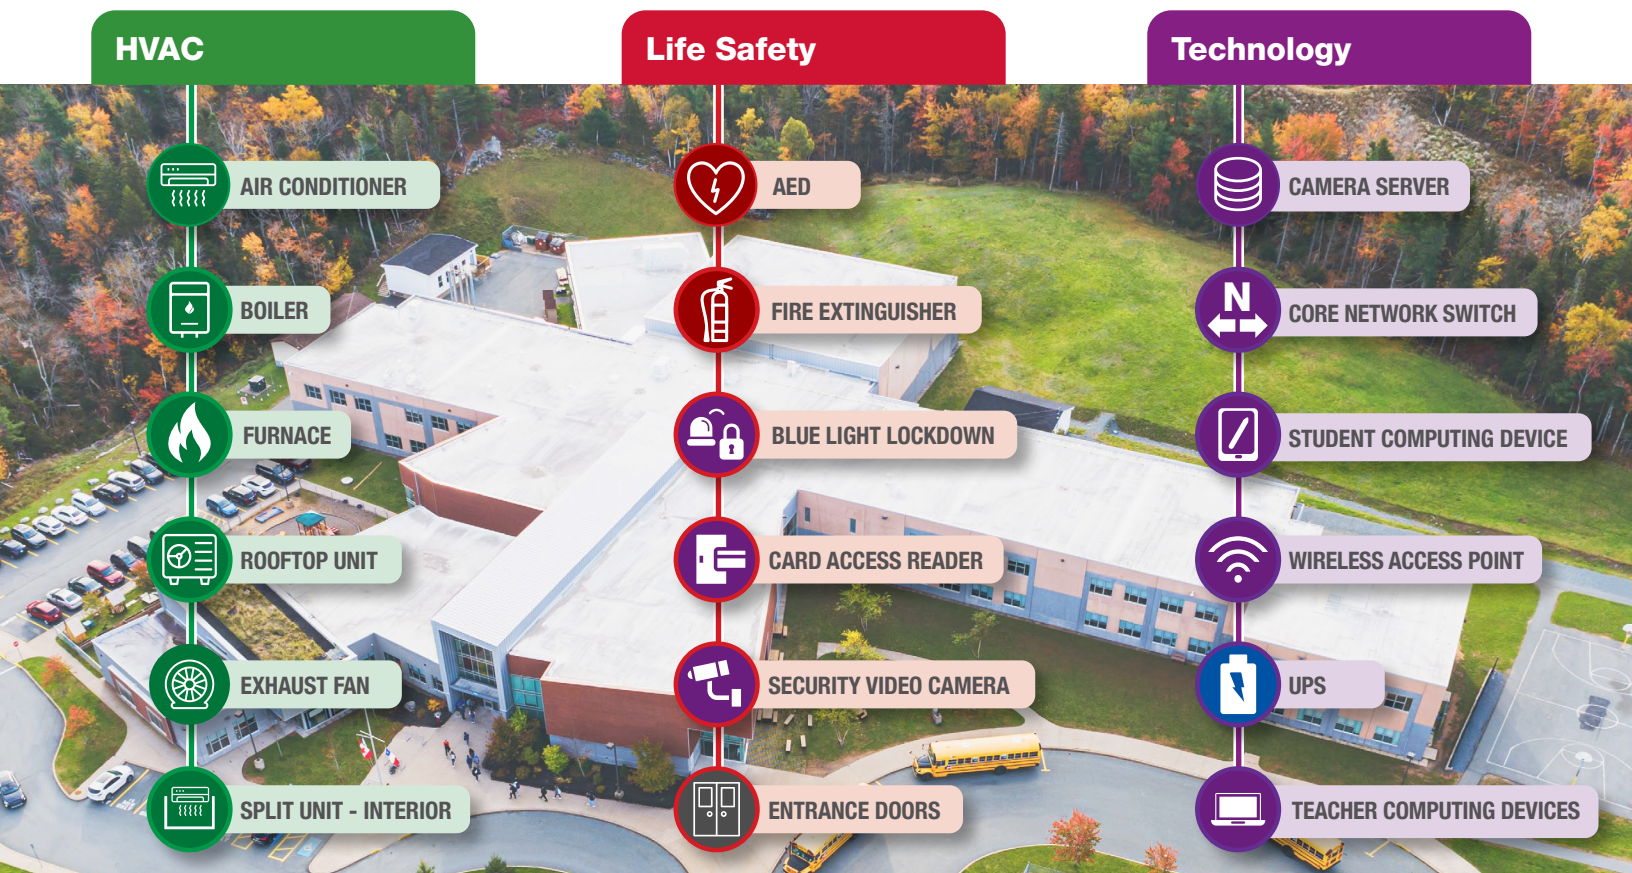 HVAC
AIR CONDITIONER
BOILER
FURNACE
ROOFTOP UNIT
EXHAUST FAN
SPLIT UNIT - INTERIOR
Life Safety
AED
FIRE EXTINGUISHER
BLUE LIGHT LOCKDOWN
CARD ACCESS READER
SECURITY VIDEO CAMERA
ENTRANCE DOORS
Technology
CAMERA SERVER
N
CORE NETWORK SWITCH
STUDENT COMPUTING DEVICE
WIRELESS ACCESS POINT
UPS
TEACHER COMPUTING DEVICES